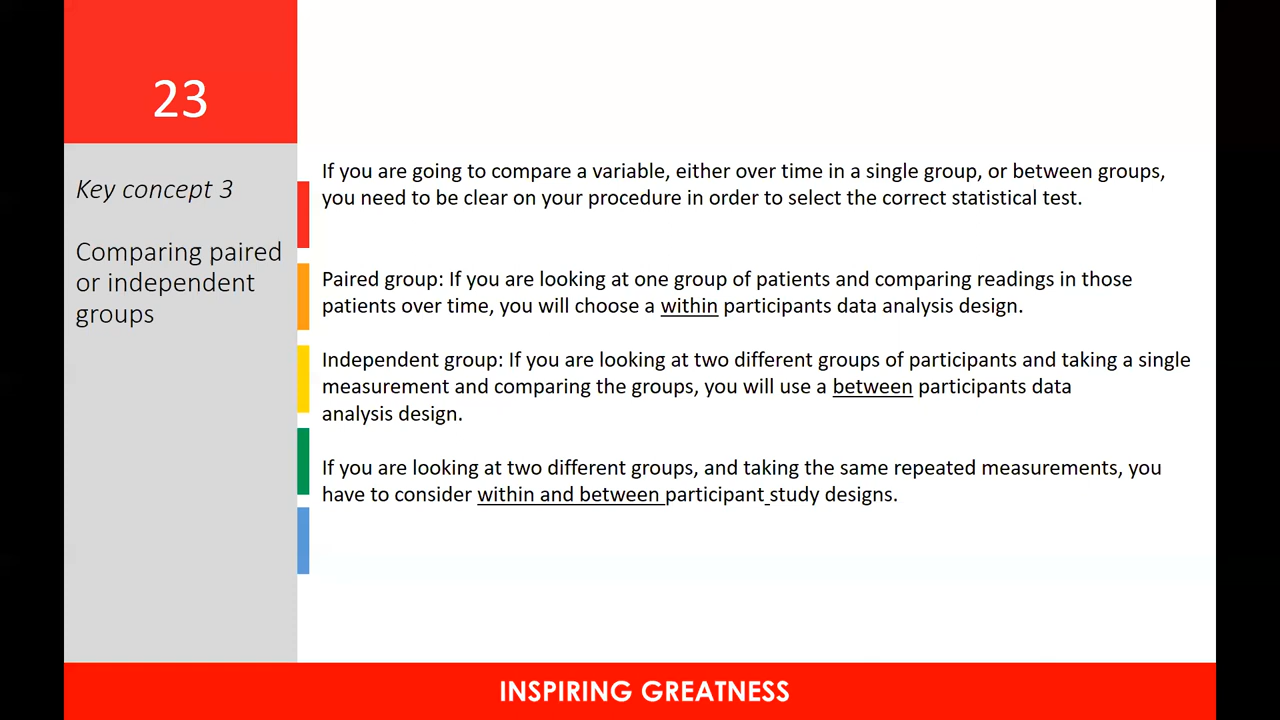 23
Key concept 3
Comparing paired
or independent
groups
If you are going to compare a variable, either over time in a single group, or between groups,
you need to be clear on your procedure in order to select the correct statistical test.
Paired group: If you are looking at one group of patients and comparing readings in those
patients over time, you will choose a within participants data analysis design.
Independent group: If you are looking at two different groups of participants and taking a single
measurement and comparing the groups, you will use a between participants data
analysis design.
If you are looking at two different groups, and taking the same repeated measurements, you
have to consider within and between participant study designs.
INSPIRING GREATNESS